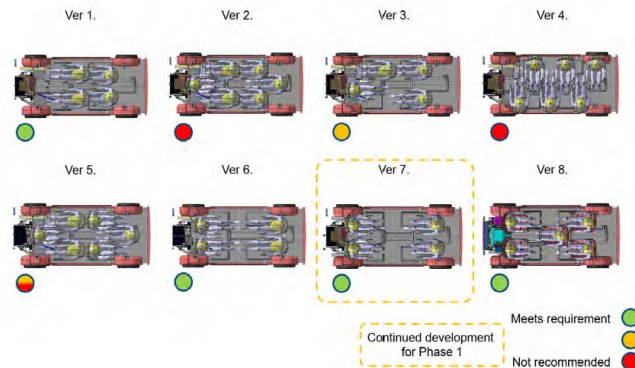 Ver 1.
Ver 2.
Ver 3.
Ver 4.
Ver 5.
Ver 6.
Ver 7.
Ver 8.
Meets requirement
Continued development
for Phase 1
Not recommended